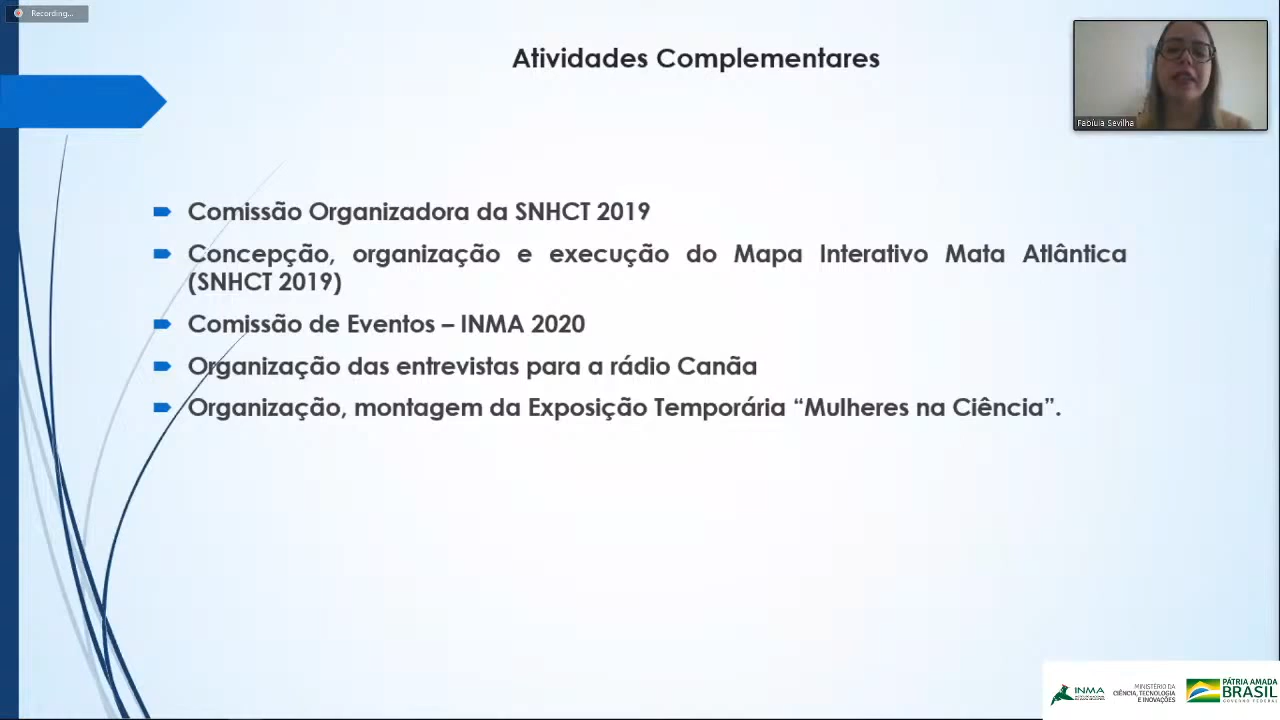 Recording...
Atividades Complementares
Fabíula Sevilha
Comissão Organizadora da SNHCT 2019
Concepção, organização e execução do Mapa Interativo Mata Atlântica
(SNHCT 2019)
Comissão de Eventos – INMA 2020
Organização das entrevistas para a rádio Canãa
Organização, montagem da Exposição Temporária “Mulheres na Ciência”.
INMA
MINISTÉRIO DA
CIÊNCIA, TECNOLOGIA
E INOVAÇÕES
PÁTRIA AMADA
BRASIL
GOVERNO FEDERAL